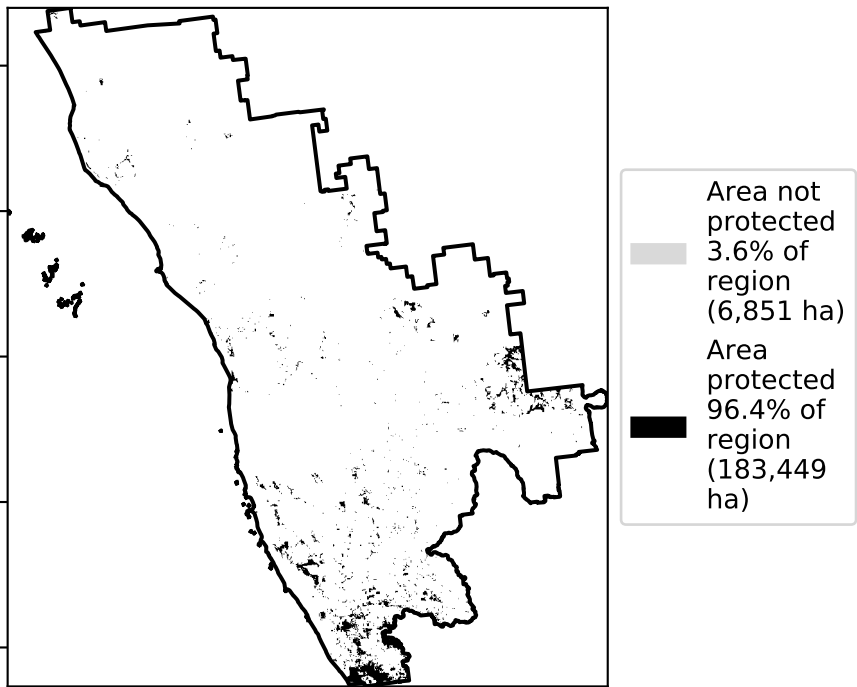 Area not
protected
3.6% of
region
(6,851 ha)
Area
protected
96.4% of
region
(183,449
ha)